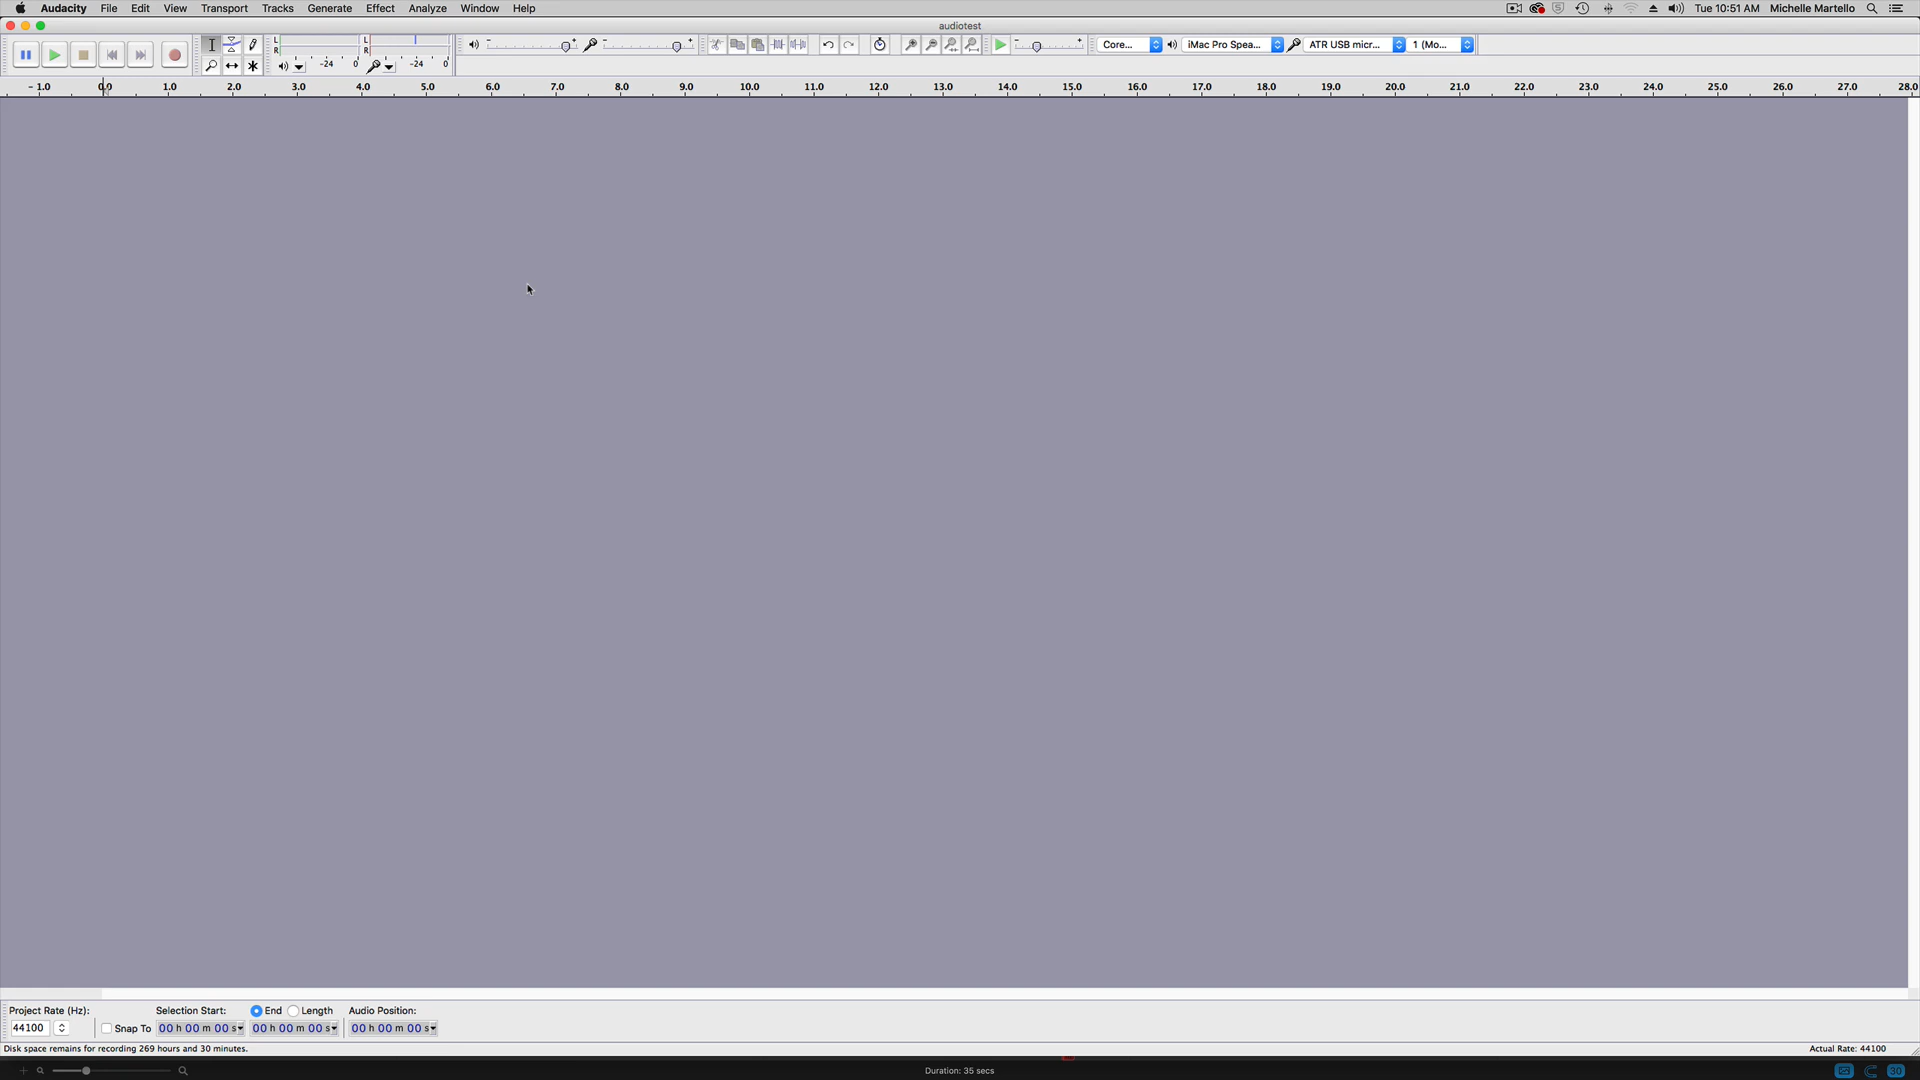 Audacity File Edit View Transport Tracks Generate Effect Analyze Window Help Tue 10:51 AM Michelle Martello
audiotest
L L
R R
Core... iMac Pro Spea... ATR USB micr... 1 (Mo...
-24 0 -24 0
- 1.0 0.0 1.0 2.0 3.0 4.0 5.0 6.0 7.0 8.0 9.0 10.0 11.0 12.0 13.0 14.0 15.0 16.0 17.0 18.0 19.0 20.0 21.0 22.0 23.0 24.0 25.0 26.0 27.0 28.0
Project Rate (Hz): Selection Start: End Length Audio Position:
44100 Snap To 00 h 00 m 00 s 00 h 00 m 00 s 00 h 00 m 00 s
Disk space remains for recording 269 hours and 30 minutes. Actual Rate: 44100
Duration: 35 secs 30